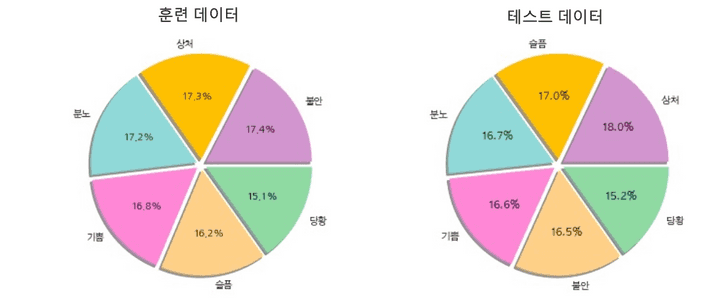 훈련 데이터
상처
17.3%
불안
17.4%
분노
17.2%
기쁨
16.8%
슬픔
16.2%
당황
15.1%
테스트 데이터
슬픔
17.0%
상처
18.0%
분노
16.7%
기쁨
16.6%
불안
16.5%
당황
15.2%